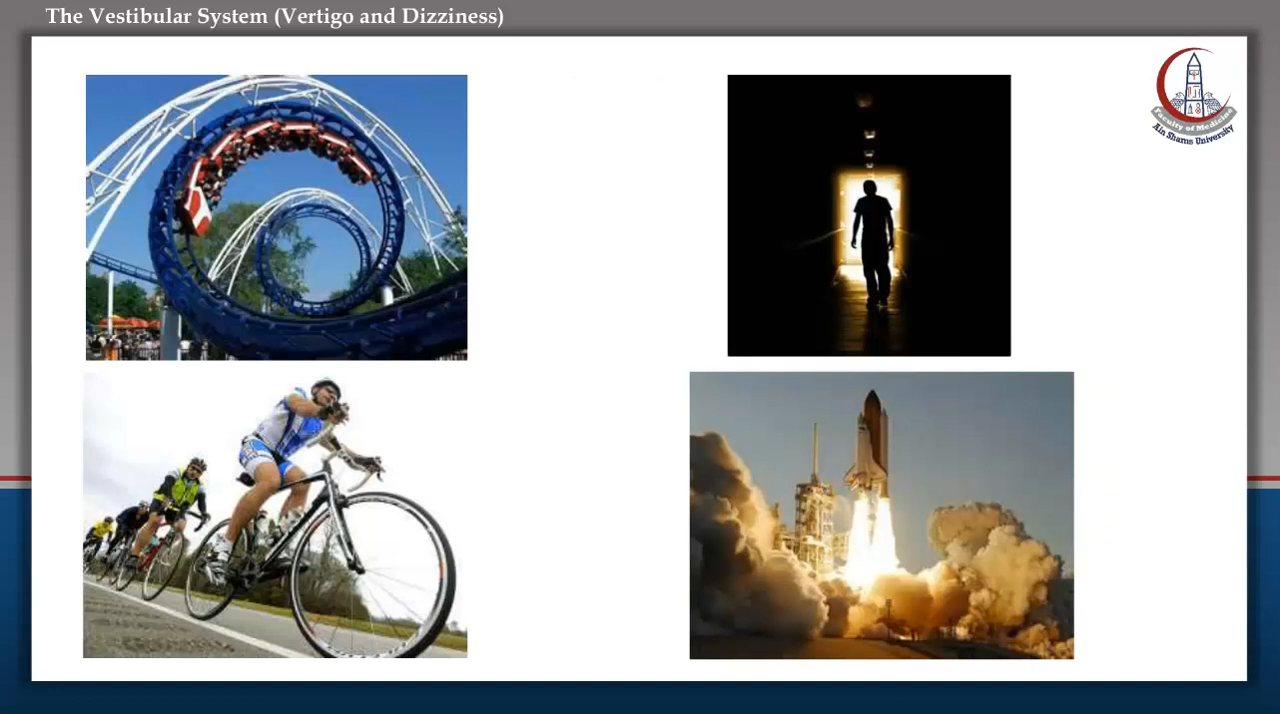 The Vestibular System (Vertigo and Dizziness)
Faculty of Medicine
Ain Shams University